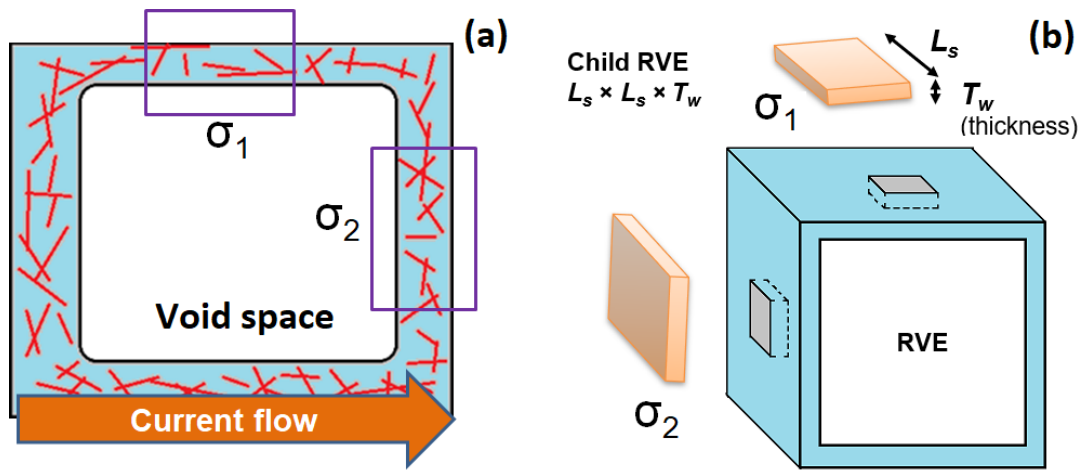 (a)
σ1
σ2
Void space
Current flow
(b)
Child RVE
Ls × Ls × Tw
Ls
Tw
(thickness)
σ1
σ2
RVE